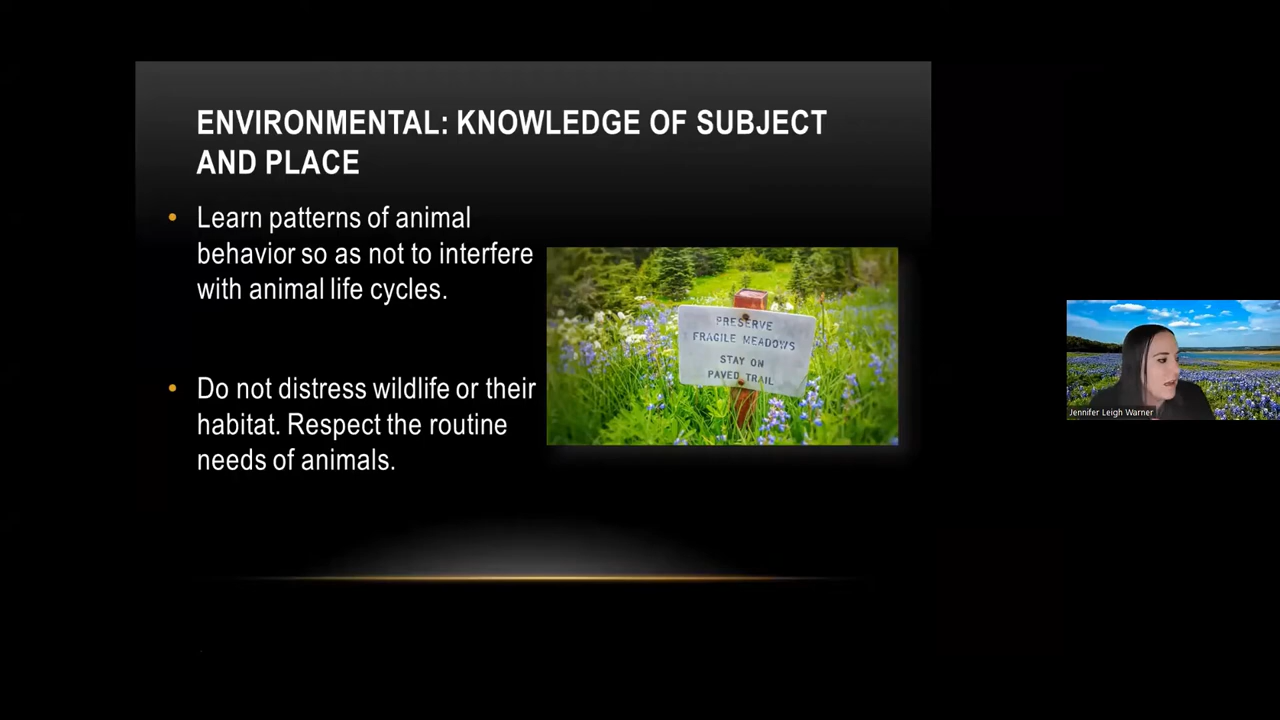 ENVIRONMENTAL: KNOWLEDGE OF SUBJECT
AND PLACE
• Learn patterns of animal
behavior so as not to interfere
with animal life cycles.
• Do not distress wildlife or their
habitat. Respect the routine
needs of animals.
PRESERVE
FRAGILE MEADOWS
STAY ON
PAVED TRAIL
Jennifer Leigh Warner